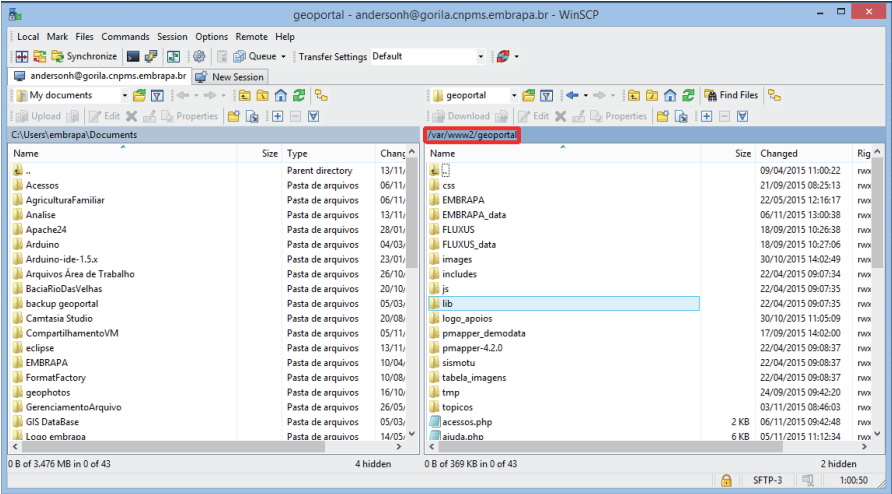 geoportal - andersonh@gorila.cnpms.embrapa.br - WinSCP
Local Mark Files Commands Session Options Remote Help
Synchronize Queue Transfer Settings Default
andersonh@gorila.cnpms.embrapa.br New Session
My documents geoportal Find Files
Upload Edit Properties Download Edit Properties
C:\Users\embrapa\Documents /var/www2/geoportal
Name Size Type Chang Name Size Changed Rig
.. Parent directory 13/11/ .. 09/04/2015 11:00:22 rwx
Acessos Pasta de arquivos 06/11/ css 21/09/2015 08:25:13 rwx
AgriculturaFamiliar Pasta de arquivos 06/11/ EMBRAPA 22/05/2015 12:16:17 rwx
Analise Pasta de arquivos 13/11/ EMBRAPA_data 06/11/2015 13:00:38 rwx
Apache24 Pasta de arquivos 28/01/ FLUXUS 18/09/2015 10:26:38 rwx
Arduino Pasta de arquivos 04/03/ FLUXUS_data 18/09/2015 10:27:06 rwx
Arduino-ide-1.5.x Pasta de arquivos 23/01/ images 30/10/2015 14:02:49 rwx
Arquivos Área de Trabalho Pasta de arquivos 26/10/ includes 22/04/2015 09:07:34 rwx
BaciaRioDasVelhas Pasta de arquivos 20/10/ js 22/04/2015 09:07:35 rwx
backup geoportal Pasta de arquivos 05/03/ lib 22/04/2015 09:07:35 rwx
Camtasia Studio Pasta de arquivos 20/08/ logo_apoios 30/10/2015 11:05:09 rwx
CompartilhamentoVM Pasta de arquivos 05/11/ pmapper_demodata 17/09/2015 14:02:00 rwx
eclipse Pasta de arquivos 13/11/ pmapper-4.2.0 22/04/2015 09:08:37 rwx
EMBRAPA Pasta de arquivos 10/04/ sismotu 22/04/2015 09:08:37 rwx
FormatFactory Pasta de arquivos 10/08/ tabela_imagens 22/04/2015 09:08:37 rwx
geophotos Pasta de arquivos 16/10/ tmp 24/09/2015 09:42:20 rwx
GerenciamentoArquivo Pasta de arquivos 26/05/ topicos 03/11/2015 08:46:03 rwx
GIS DataBase Pasta de arquivos 05/03/ acessos.php 2 KB 06/11/2015 09:42:48 rwx
Logo embrapa Pasta de arquivos 14/05/ ajuda.php 6 KB 05/11/2015 11:12:34 rwx
0 B of 3.476 MB in 0 of 43 4 hidden 0 B of 369 KB in 0 of 43 2 hidden
SFTP-3 1:00:50